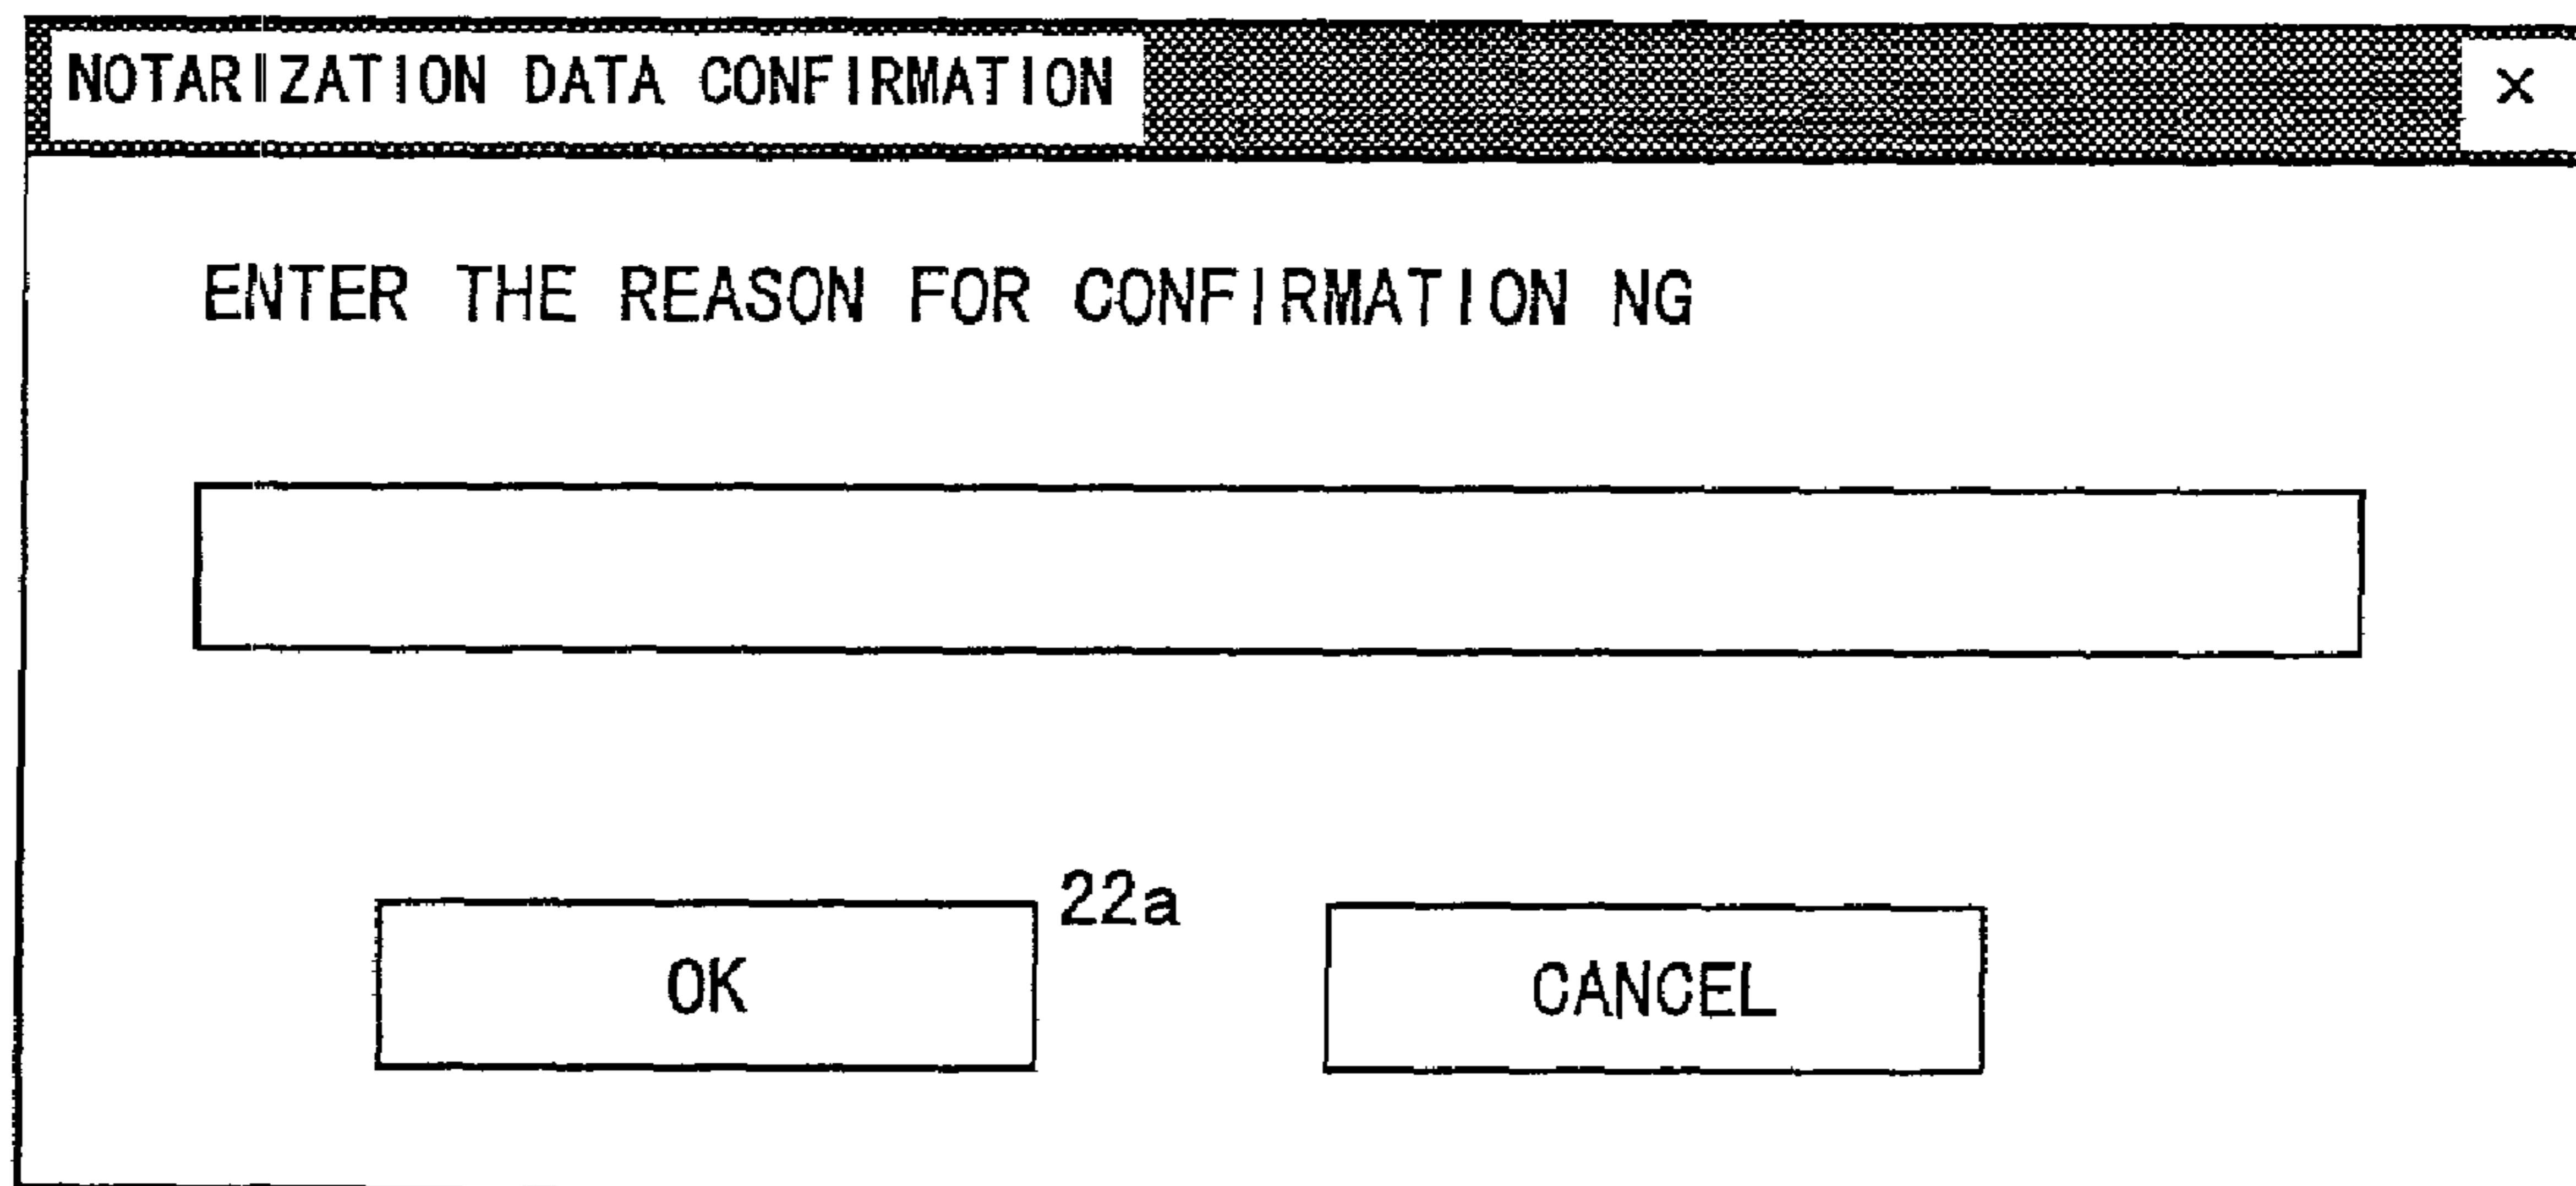 NOTARIZATION DATA CONFIRMATION ×
ENTER THE REASON FOR CONFIRMATION NG
22a
OK CANCEL